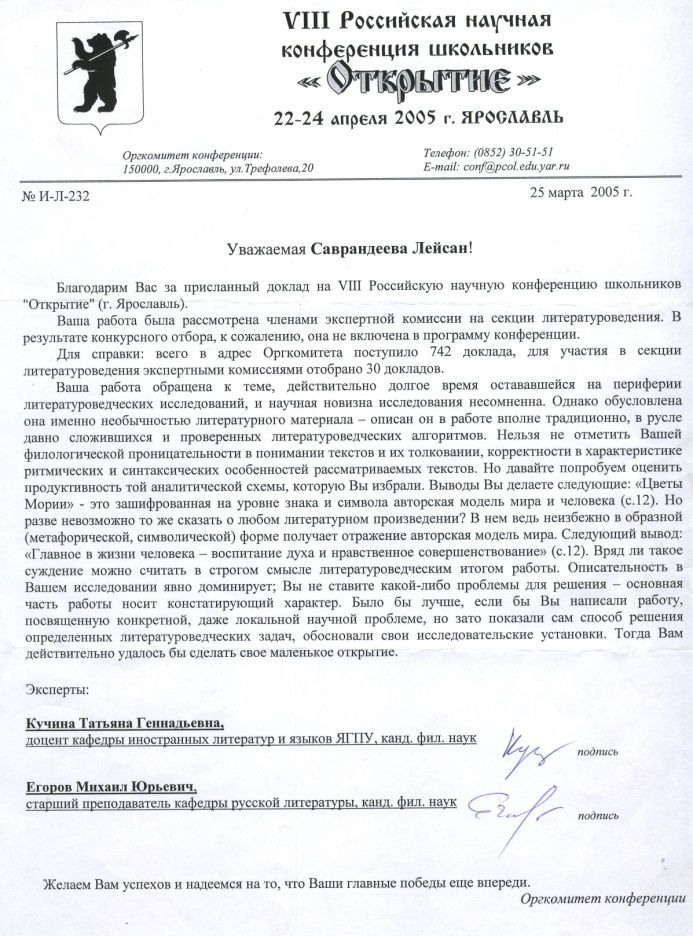 VIII Российская научная
конференция школьников
«Открытие»
22-24 апреля 2005 г. ЯРОСЛАВЛЬ
Оргкомитет конференции:
150000, г.Ярославль, ул.Трефолева,20
Телефон: (0852) 30-51-51
E-mail: conf@pcol.edu.yar.ru
№ И-Л-232
25 марта 2005 г.
Уважаемая Саврандеева Лейсан!
Благодарим Вас за присланный доклад на VIII Российскую научную конференцию школьников
"Открытие" (г. Ярославль).
Ваша работа была рассмотрена членами экспертной комиссии на секции литературоведения. В
результате конкурсного отбора, к сожалению, она не включена в программу конференции.
Для справки: всего в адрес Оргкомитета поступило 742 доклада, для участия в секции
литературоведения экспертными комиссиями отобрано 30 докладов.
Ваша работа обращена к теме, действительно долгое время остававшейся на периферии
литературоведческих исследований, и научная новизна исследования несомненна. Однако обусловлена
она именно необычностью литературного материала – описан он в работе вполне традиционно, в русле
давно сложившихся и проверенных литературоведческих алгоритмов. Нельзя не отметить Вашей
филологической проницательности в понимании текстов и их толковании, корректности в характеристике
ритмических и синтаксических особенностей рассматриваемых текстов. Но давайте попробуем оценить
продуктивность той аналитической схемы, которую Вы избрали. Выводы Вы делаете следующие: «Цветы
Мории» - это зашифрованная на уровне знака и символа авторская модель мира и человека (с.12). Но
разве невозможно то же сказать о любом литературном произведении? В нем ведь неизбежно в образной
(метафорической, символической) форме получает отражение авторская модель мира. Следующий вывод:
«Главное в жизни человека – воспитание духа и нравственное совершенствование» (с.12). Вряд ли такое
суждение можно считать в строгом смысле литературоведческим итогом работы. Описательность в
Вашем исследовании явно доминирует; Вы не ставите какой-либо проблемы для решения – основная
часть работы носит констатирующий характер. Было бы лучше, если бы Вы написали работу,
посвященную конкретной, даже локальной научной проблеме, но зато показали сам способ решения
определенных литературоведческих задач, обосновали свои исследовательские установки. Тогда Вам
действительно удалось бы сделать свое маленькое открытие.
Эксперты:
Кучина Татьяна Геннадьевна,
доцент кафедры иностранных литератур и языков ЯГПУ, канд. фил. наук
подпись
Егоров Михаил Юрьевич,
старший преподаватель кафедры русской литературы, канд. фил. наук
подпись
Желаем Вам успехов и надеемся на то, что Ваши главные победы еще впереди.
Оргкомитет конференции